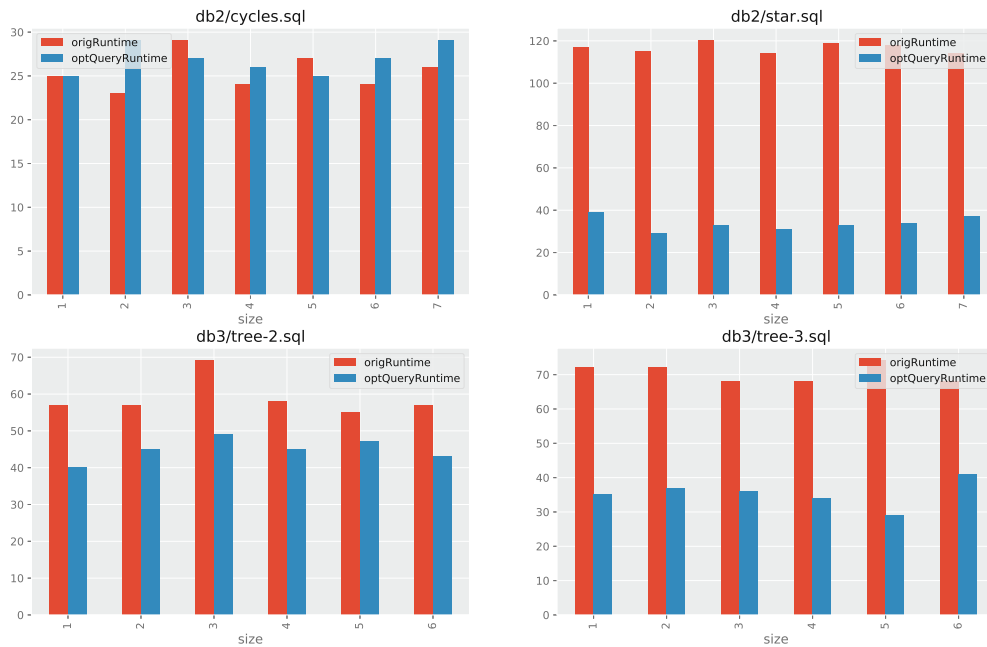 db2/cycles.sql
30
25
20
15
10
5
0
origRuntime
optQueryRuntime
1 2 3 4 5 6 7
size
db2/star.sql
120
100
80
60
40
20
0
origRuntime
optQueryRuntime
1 2 3 4 5 6 7
size
db3/tree-2.sql
70
60
50
40
30
20
10
0
origRuntime
optQueryRuntime
1 2 3 4 5 6
size
db3/tree-3.sql
70
60
50
40
30
20
10
0
origRuntime
optQueryRuntime
1 2 3 4 5 6
size